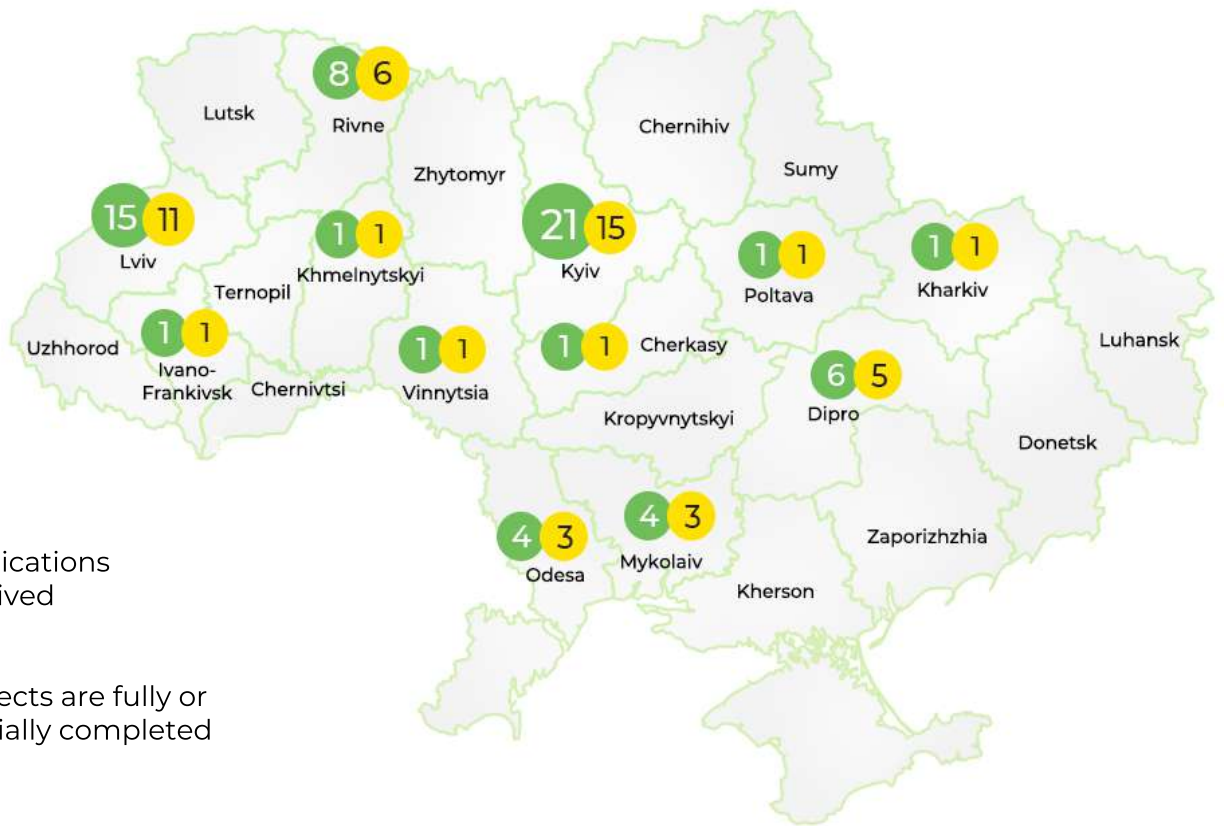 8 6
Rivne
Lutsk
Chernihiv
Zhytomyr
Sumy
15 11
Lviv
1 1
Khmelnytskyi
21 15
Kyiv
1 1
Poltava
1 1
Kharkiv
Ternopil
Uzhhorod
1 1
Ivano-
Frankivsk
Chernivtsi
1 1
Vinnytsia
1 1
Cherkasy
Luhansk
6 5
Dipro
Kropyvnytskyi
Donetsk
4 3
Odesa
4 3
Mykolaiv
Zaporizhzhia
Kherson
ications
ived
ects are fully or
ially completed